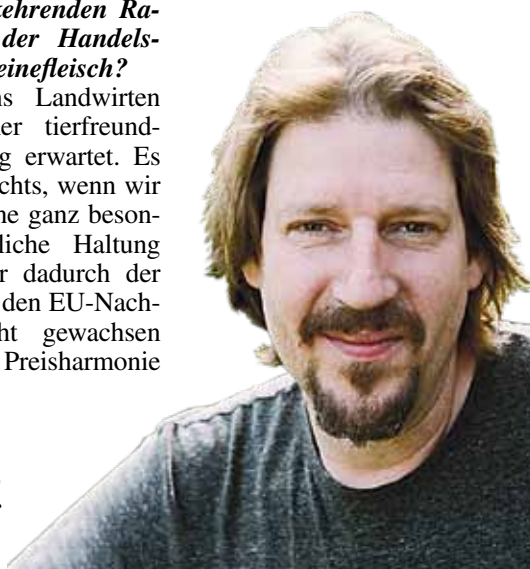 kehrenden Ra-
der Handels-
einefleisch?
ns Landwirten
er tierfreund-
g erwartet. Es
chts, wenn wir
ne ganz beson-
liche Haltung
r dadurch der
den EU-Nach-
ht gewachsen
Preisharmonie